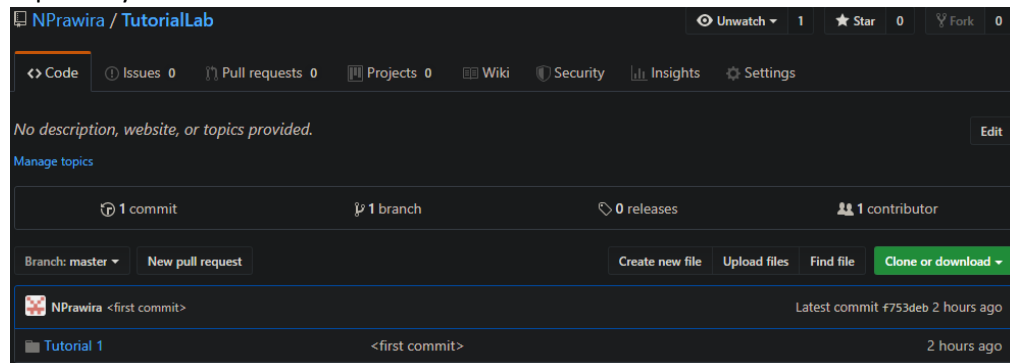 NPrawira / TutorialLab Unwatch 1 Star 0 Fork 0
Code Issues 0 Pull requests 0 Projects 0 Wiki Security Insights Settings
No description, website, or topics provided. Edit
Manage topics
1 commit 1 branch 0 releases 1 contributor
Branch: master New pull request Create new file Upload files Find file Clone or download
NPrawira <first commit> Latest commit f753deb 2 hours ago
Tutorial 1 <first commit> 2 hours ago